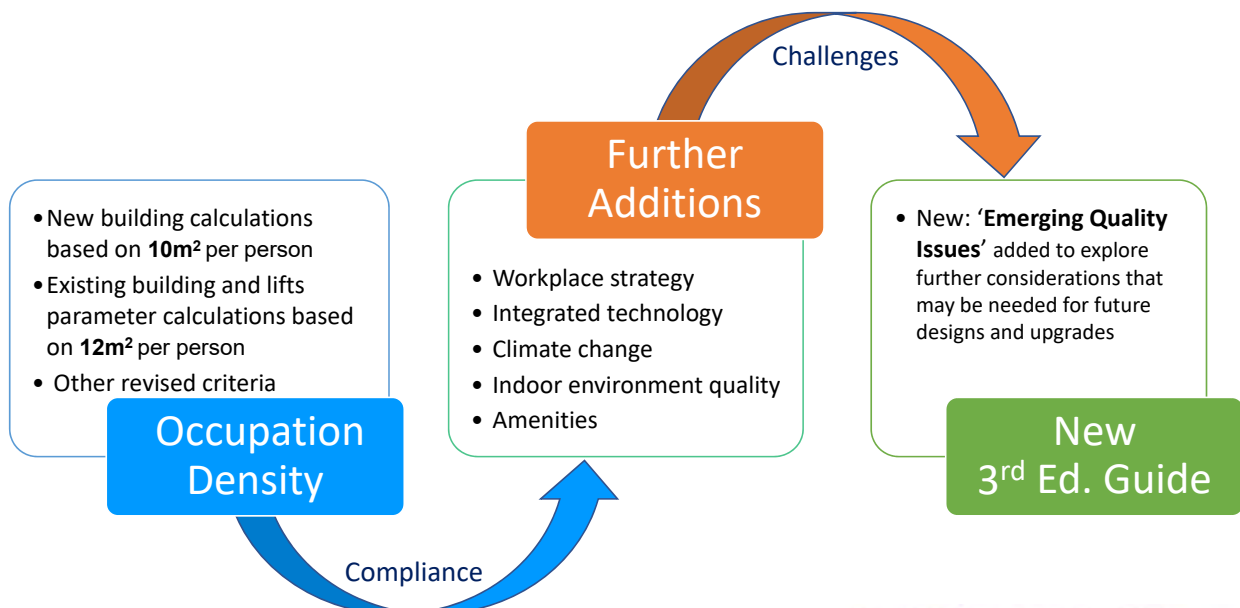 • New building calculations
based on 10m² per person
• Existing building and lifts
parameter calculations based
on 12m² per person
• Other revised criteria
Occupation
Density
Compliance
Further
Additions
• Workplace strategy
• Integrated technology
• Climate change
• Indoor environment quality
• Amenities
Challenges
• New: ‘Emerging Quality
Issues’ added to explore
further considerations that
may be needed for future
designs and upgrades
New
3rd Ed. Guide